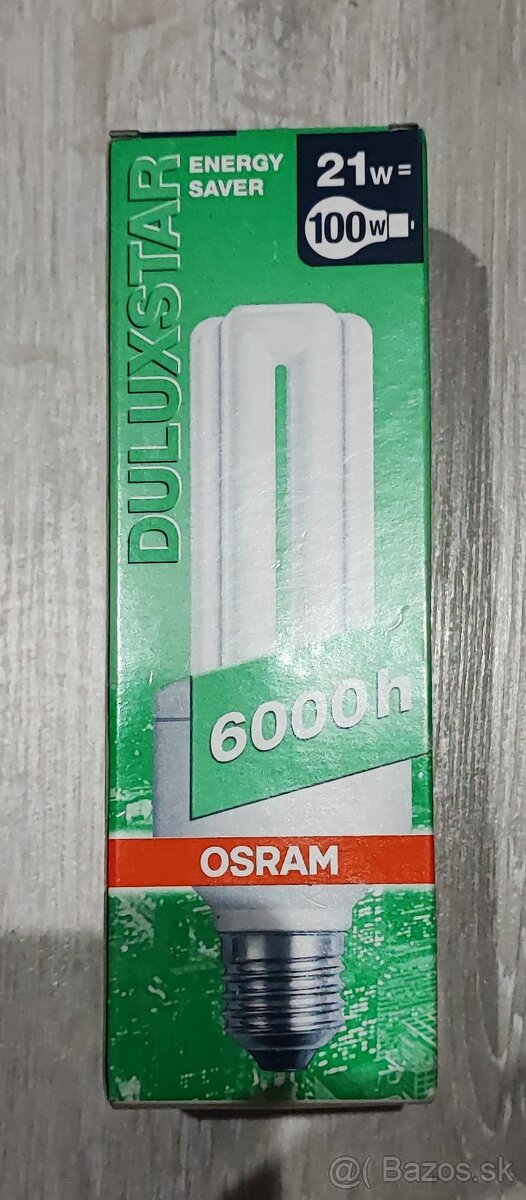 DULUXSTAR
ENERGY
SAVER
21W=
100W
6000h
OSRAM
@( Bazos.sk